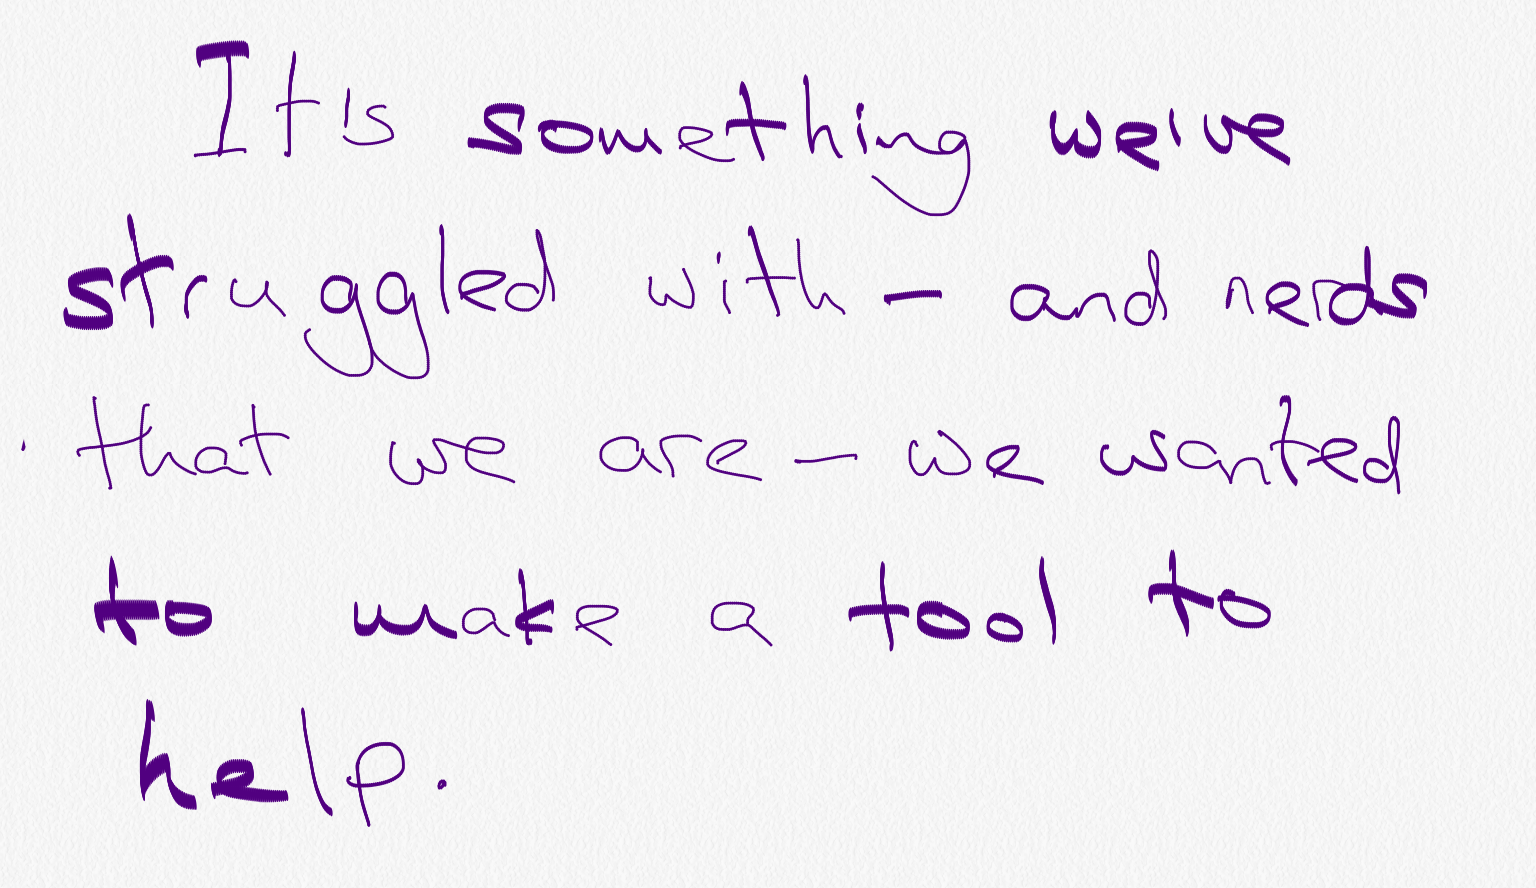 It's something we've
struggled with - and nerds
that we are - we wanted
to make a tool to
help.